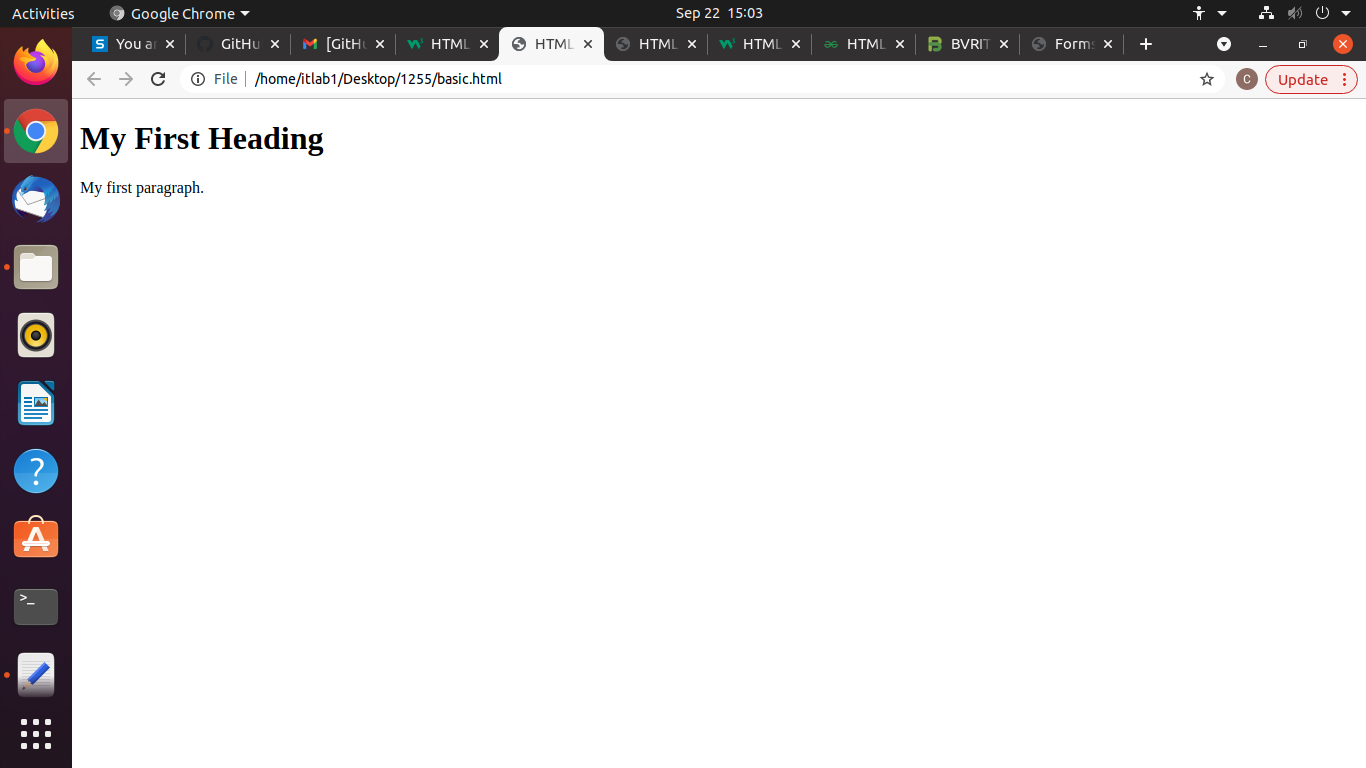 Activities Google Chrome Sep 22 15:03
You ar GitHu [GitHu HTML HTML HTML HTML HTML BVRIT Forms
File /home/itlab1/Desktop/1255/basic.html C Update
My First Heading
My first paragraph.